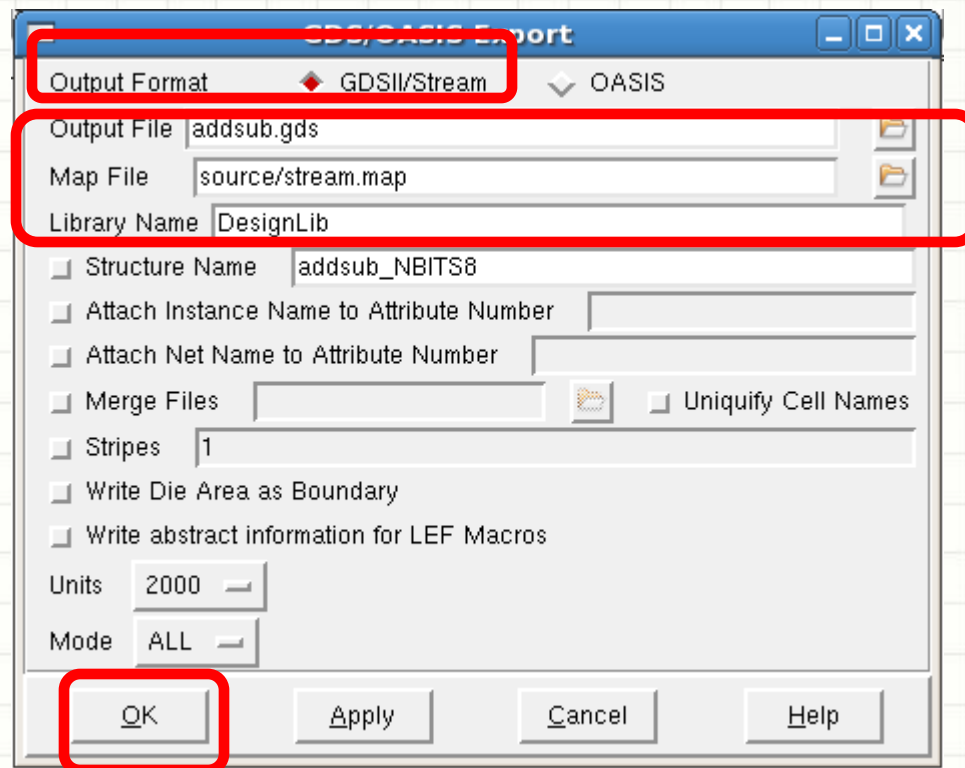 GDS/OASIS Export
Output Format GDSII/Stream OASIS
Output File addsub.gds
Map File source/stream.map
Library Name DesignLib
Structure Name addsub_NBITS8
Attach Instance Name to Attribute Number
Attach Net Name to Attribute Number
Merge Files Uniquify Cell Names
Stripes 1
Write Die Area as Boundary
Write abstract information for LEF Macros
Units 2000
Mode ALL
OK Apply Cancel Help